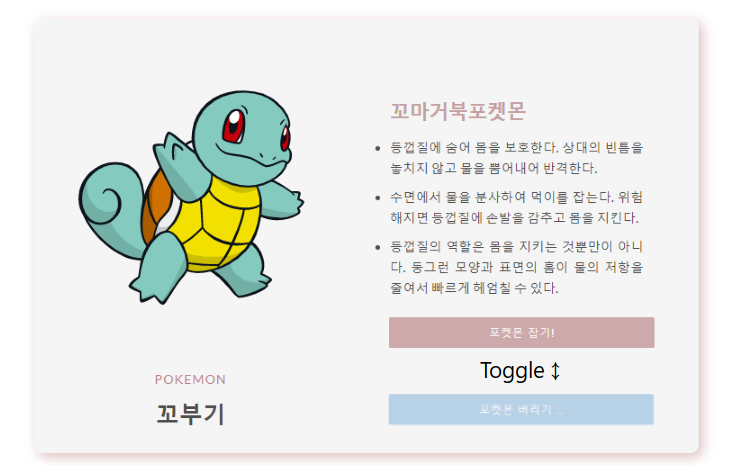 꼬마거북포켓몬
등껍질에 숨어 몸을 보호한다. 상대의 빈틈을
놓치지 않고 물을 뿜어내어 반격한다.
수면에서 물을 분사하여 먹이를 잡는다. 위험
해지면 등껍질에 손발을 감추고 몸을 지킨다.
등껍질의 역할은 몸을 지키는 것뿐만이 아니
다. 둥그런 모양과 표면의 홈이 물의 저항을
줄여서 빠르게 헤엄칠 수 있다.
포켓몬 잡기!
Toggle ↕
포켓몬 버리기 ...
POKEMON
꼬부기